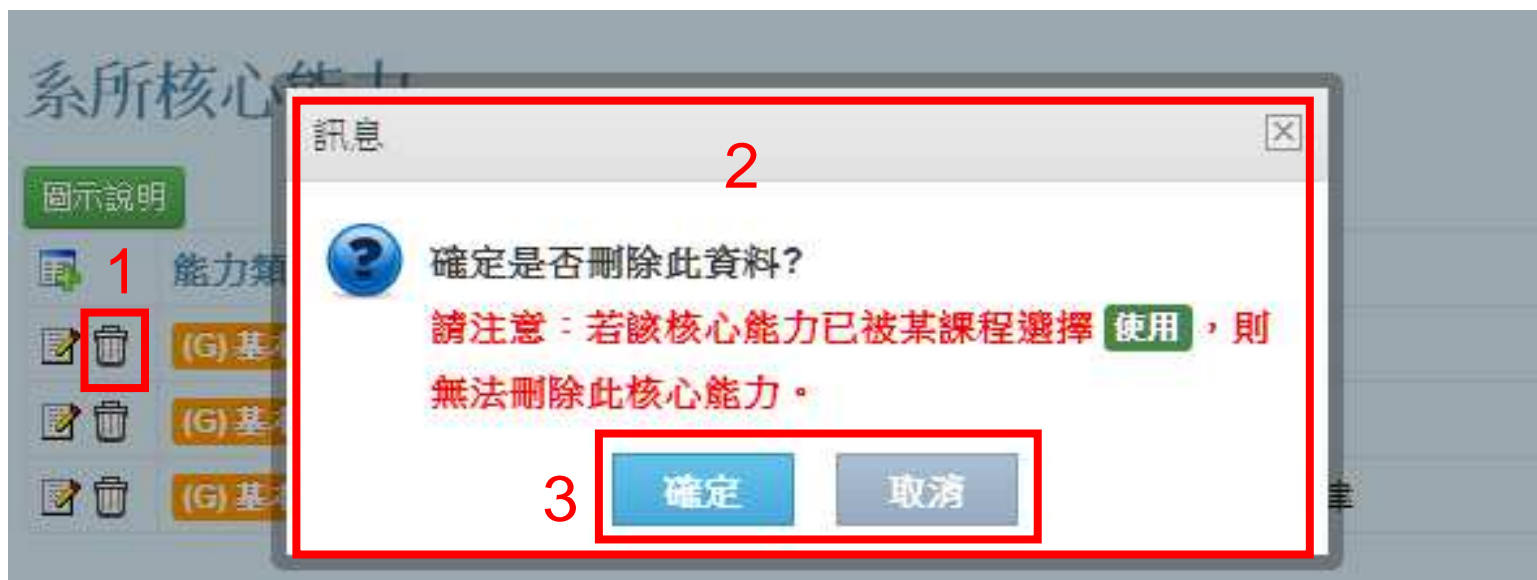 系所核心能力
訊息
2
圖示說明
1
能力類
確定是否刪除此資料?
請注意：若該核心能力已被某課程選擇 使用，則
無法刪除此核心能力。
(G) 基
(G) 基
(G) 基
3
確定
取消